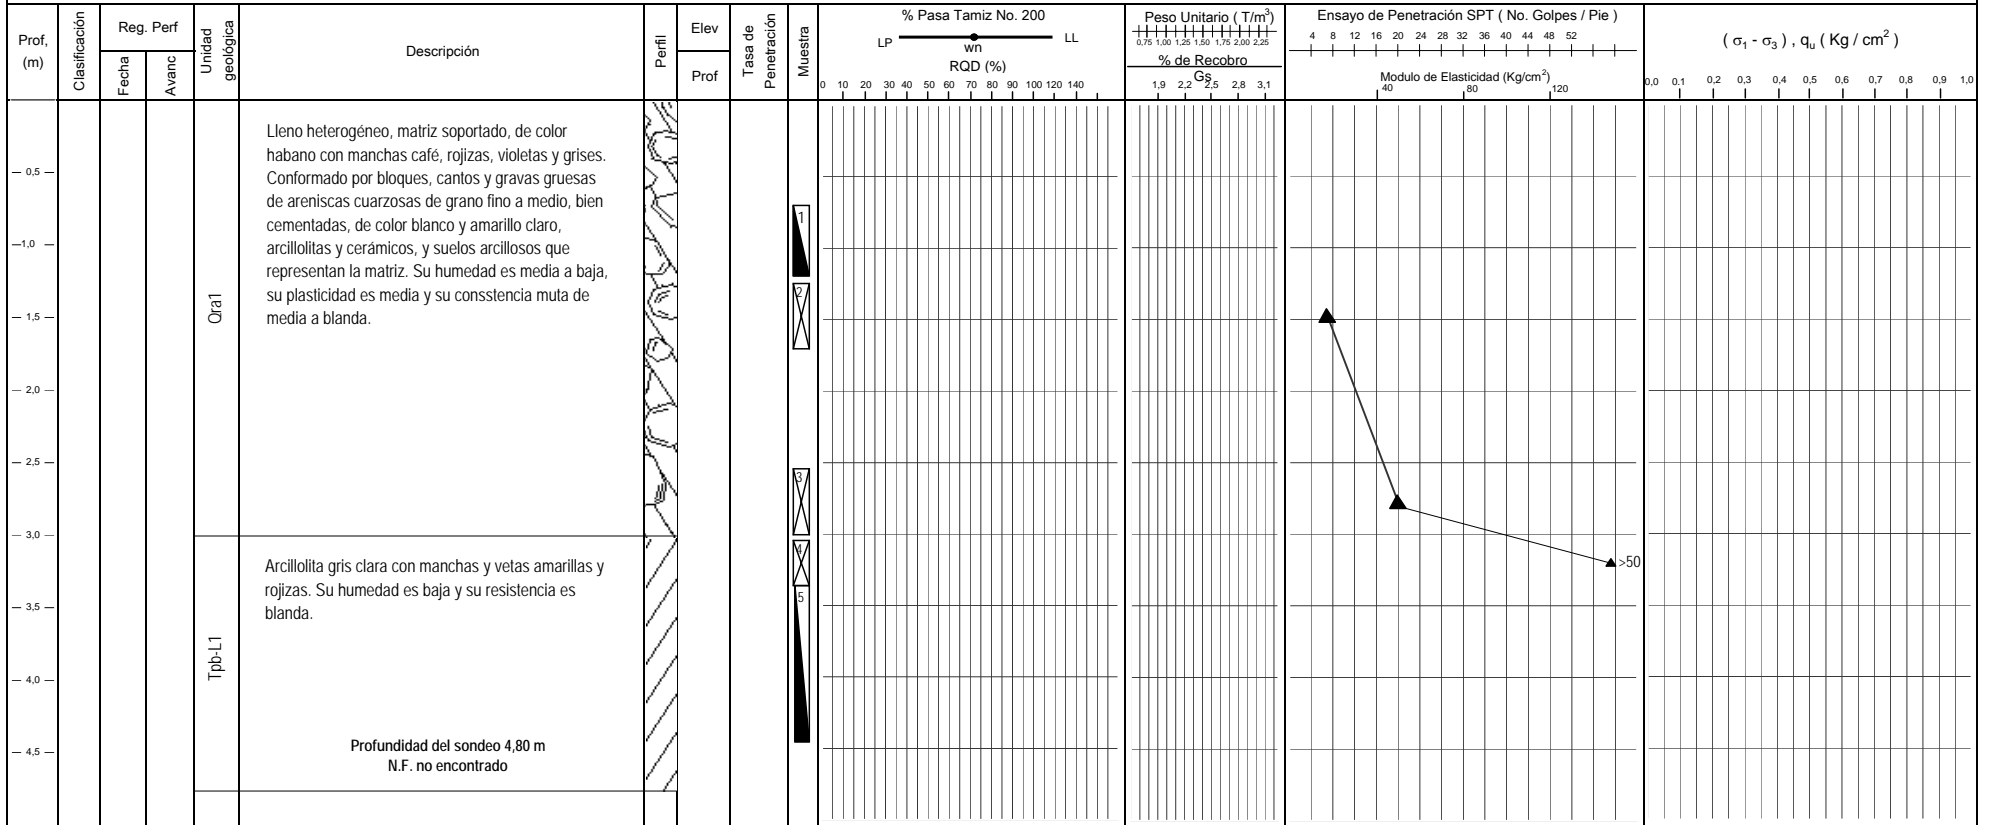 Prof,
(m)
Clasificación
Reg. Perf
Fecha
Avanc
Unidad
geológica
Descripción
Perfil
Elev
Prof
Tasa de
Penetración
Muestra
% Pasa Tamiz No. 200
LP
LL
wn
RQD (%)
0 10 20 30 40 50 60 70 80 90 100 120 140
Peso Unitario ( T/m³)
0,75 1,00 1,25 1,50 1,75 2,00 2,25
% de Recobro
Gs
1,9 2,2 2,5 2,8 3,1
Ensayo de Penetración SPT ( No. Golpes / Pie )
4 8 12 16 20 24 28 32 36 40 44 48 52
Modulo de Elasticidad (Kg/cm²)
40 80 120
( σ₁ - σ₃ ) , qᵤ ( Kg / cm² )
0,0 0,1 0,2 0,3 0,4 0,5 0,6 0,7 0,8 0,9 1,0
0,5
1,0
1,5
2,0
2,5
3,0
3,5
4,0
4,5
Qra1
Lleno heterogéneo, matriz soportado, de color
habano con manchas café, rojizas, violetas y grises.
Conformado por bloques, cantos y gravas gruesas
de areniscas cuarzosas de grano fino a medio, bien
cementadas, de color blanco y amarillo claro,
arcillolitas y cerámicos, y suelos arcillosos que
representan la matriz. Su humedad es media a baja,
su plasticidad es media y su consstencia muta de
media a blanda.
1
2
3
4
5
>50
Tpb-L1
Arcillolita gris clara con manchas y vetas amarillas y
rojizas. Su humedad es baja y su resistencia es
blanda.
Profundidad del sondeo 4,80 m
N.F. no encontrado